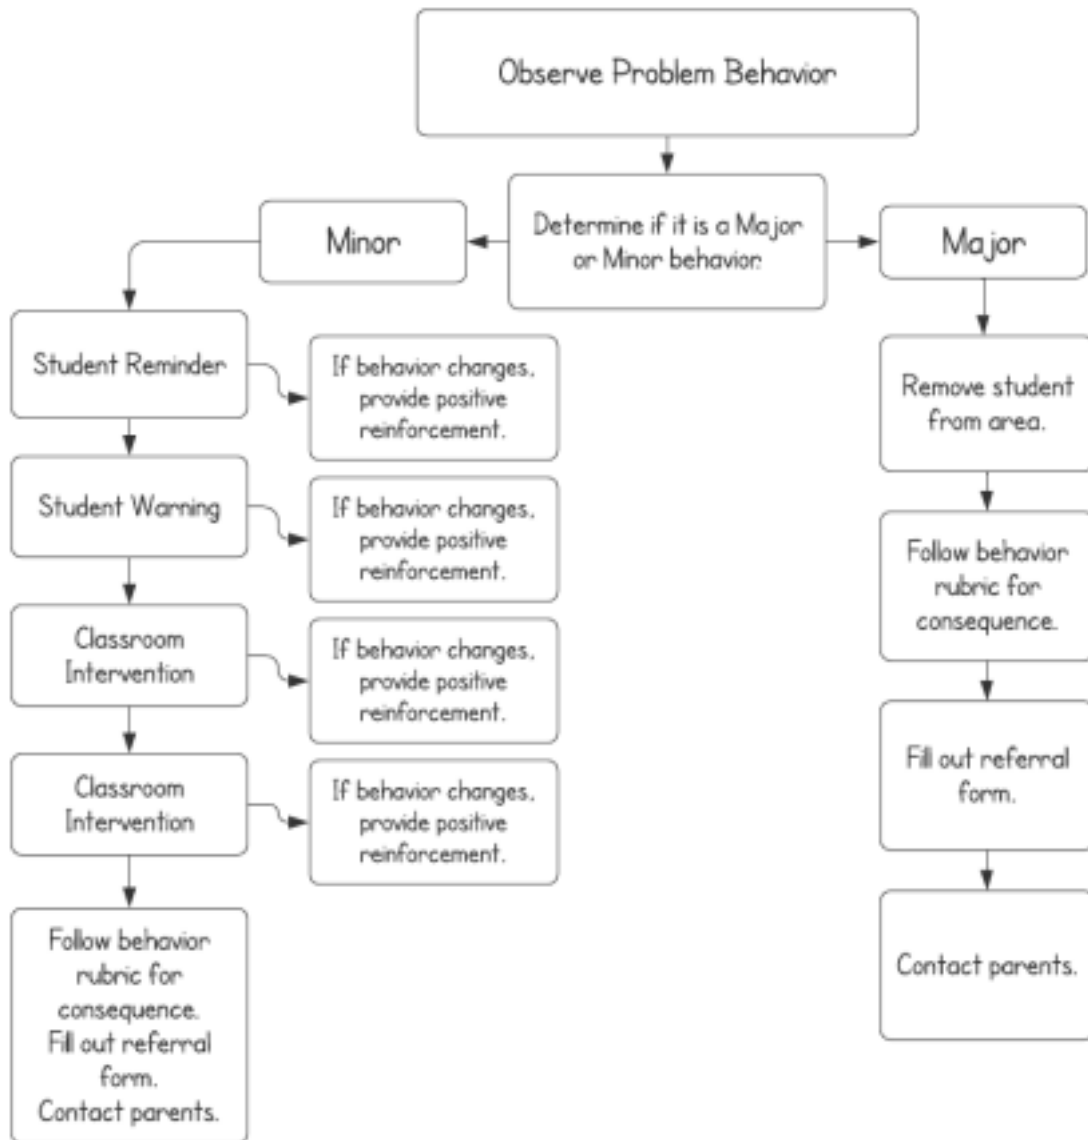 Observe Problem Behavior
Determine if it is a Major
or Minor behavior.
Minor
Major
Student Reminder
If behavior changes,
provide positive
reinforcement.
Student Warning
If behavior changes,
provide positive
reinforcement.
Classroom
Intervention
If behavior changes,
provide positive
reinforcement.
Classroom
Intervention
If behavior changes,
provide positive
reinforcement.
Follow behavior
rubric for
consequence.
Fill out referral
form.
Contact parents.
Remove student
from area.
Follow behavior
rubric for
consequence.
Fill out referral
form.
Contact parents.